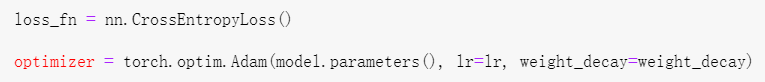 loss_fn = nn.CrossEntropyLoss()
optimizer = torch.optim.Adam(model.parameters(), lr=lr, weight_decay=weight_decay)